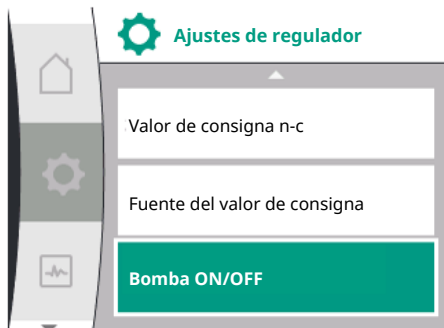 Ajustes de regulador
Valor de consigna n-c
Fuente del valor de consigna
Bomba ON/OFF